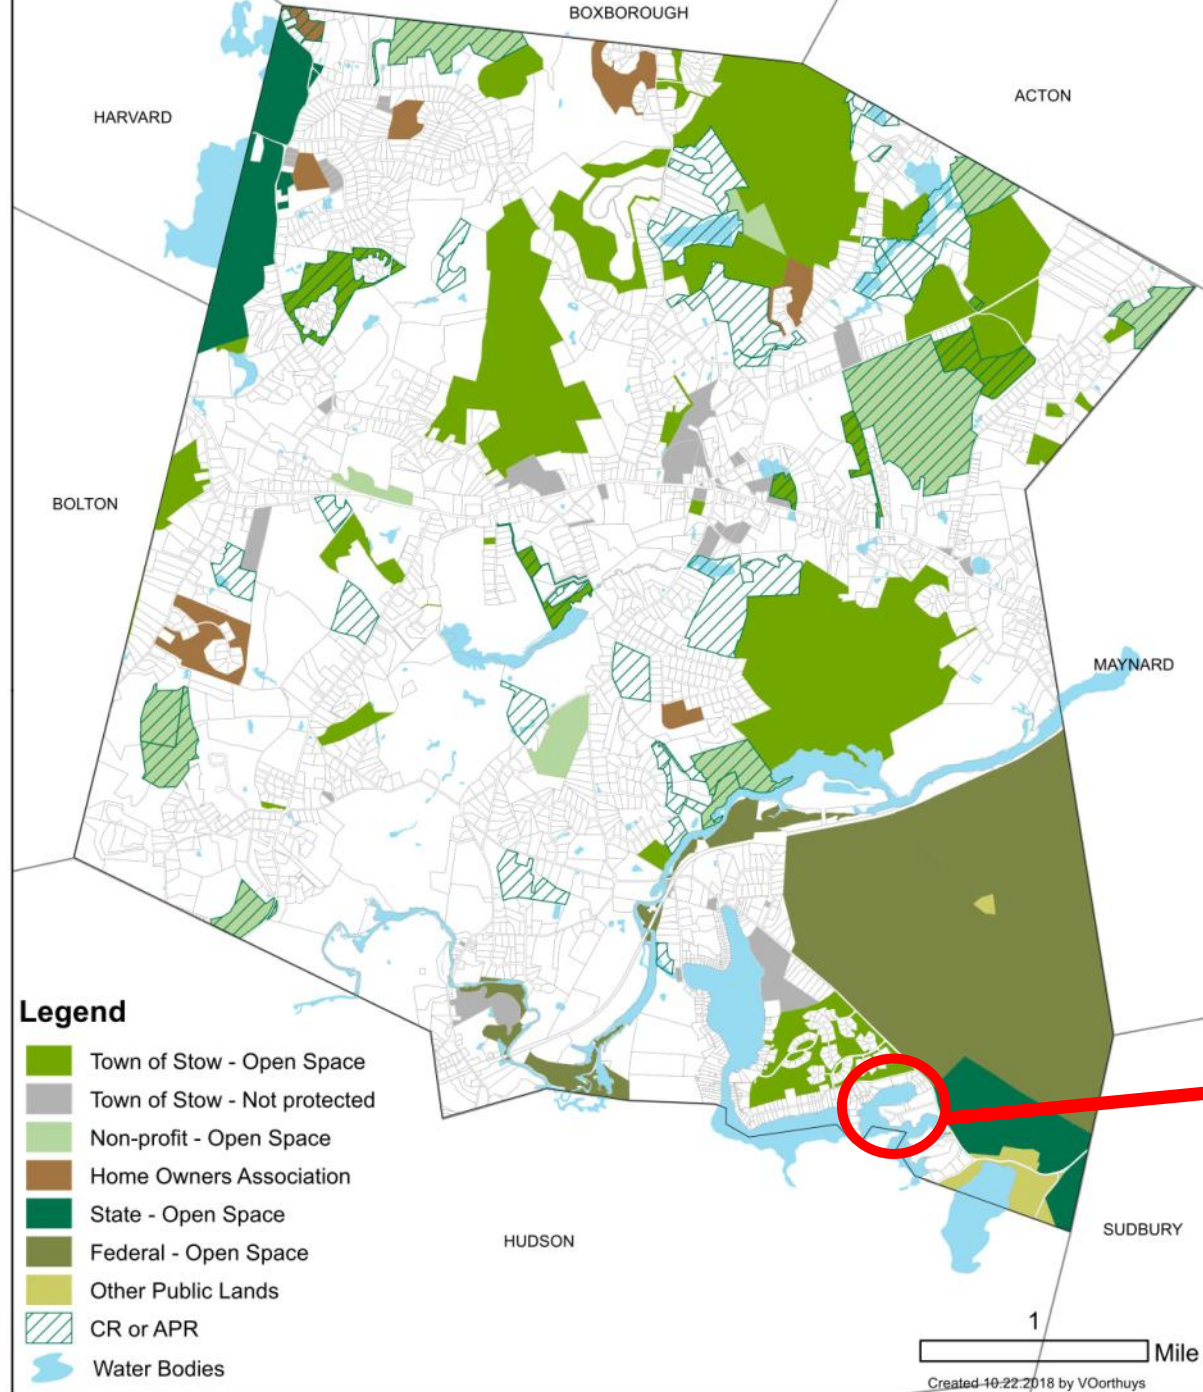 BOXBOROUGH
ACTON
HARVARD
BOLTON
MAYNARD
Legend
Town of Stow - Open Space
Town of Stow - Not protected
Non-profit - Open Space
Home Owners Association
State - Open Space
Federal - Open Space
Other Public Lands
CR or APR
Water Bodies
HUDSON
SUDBURY
1
Mile
Created 10.22.2018 by VOorthuys